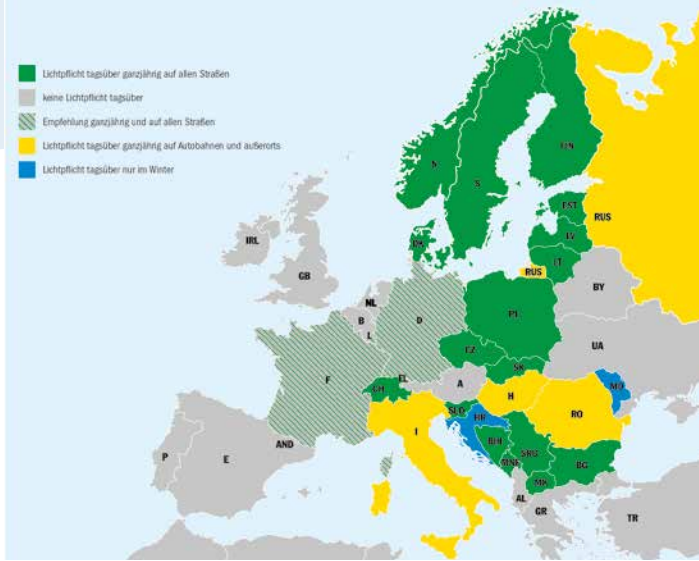 Lichtpflicht tagsüber ganzjährig auf allen Straßen
keine Lichtpflicht tagsüber
Empfehlung ganzjährig und auf allen Straßen
Lichtpflicht tagsüber ganzjährig auf Autobahnen und außerorts
Lichtpflicht tagsüber nur im Winter
N
S
FIN
EST
RUS
LV
DK
LT
RUS
IRL
GB
BY
NL
PL
B
D
L
CZ
UA
SK
F
CH
FL
A
MD
H
SLO
HR
RO
AND
I
BIH
SRB
P
E
MNE
BG
MK
AL
GR
TR